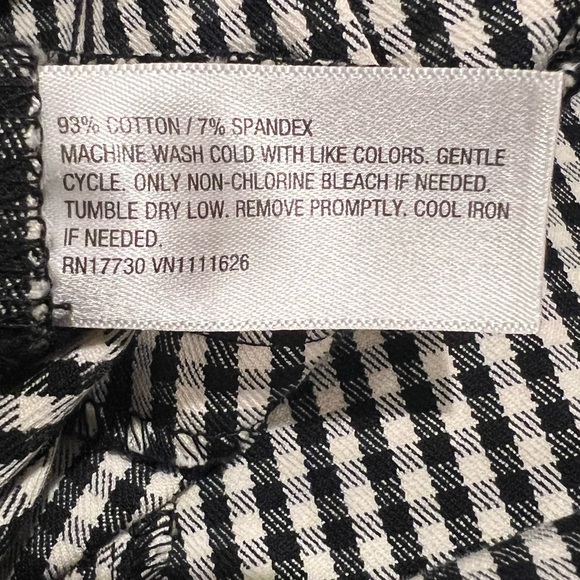 93% COTTON / 7% SPANDEX
MACHINE WASH COLD WITH LIKE COLORS. GENTLE
CYCLE. ONLY NON-CHLORINE BLEACH IF NEEDED.
TUMBLE DRY LOW. REMOVE PROMPTLY. COOL IRON
IF NEEDED.
RN17730 VN1111626